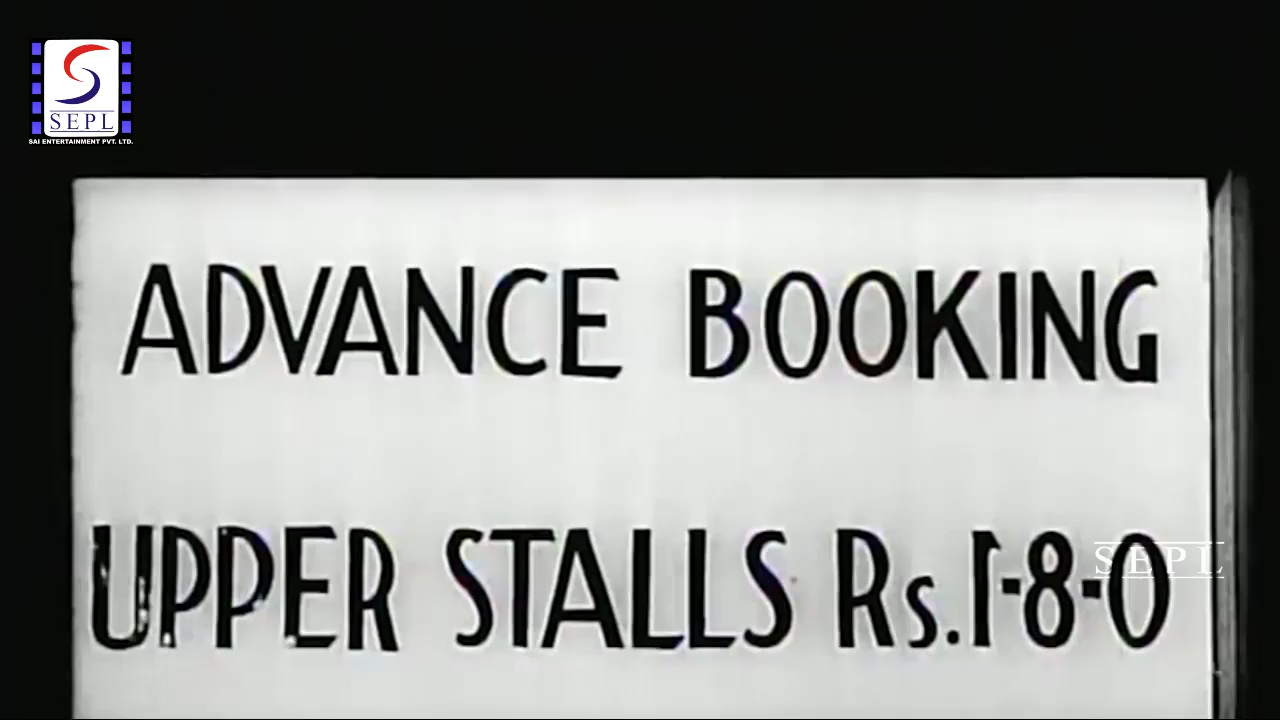 S
SEPL
SAI ENTERTAINMENT PVT. LTD.
ADVANCE BOOKING
UPPER STALLS Rs.1-8-0
SEPL